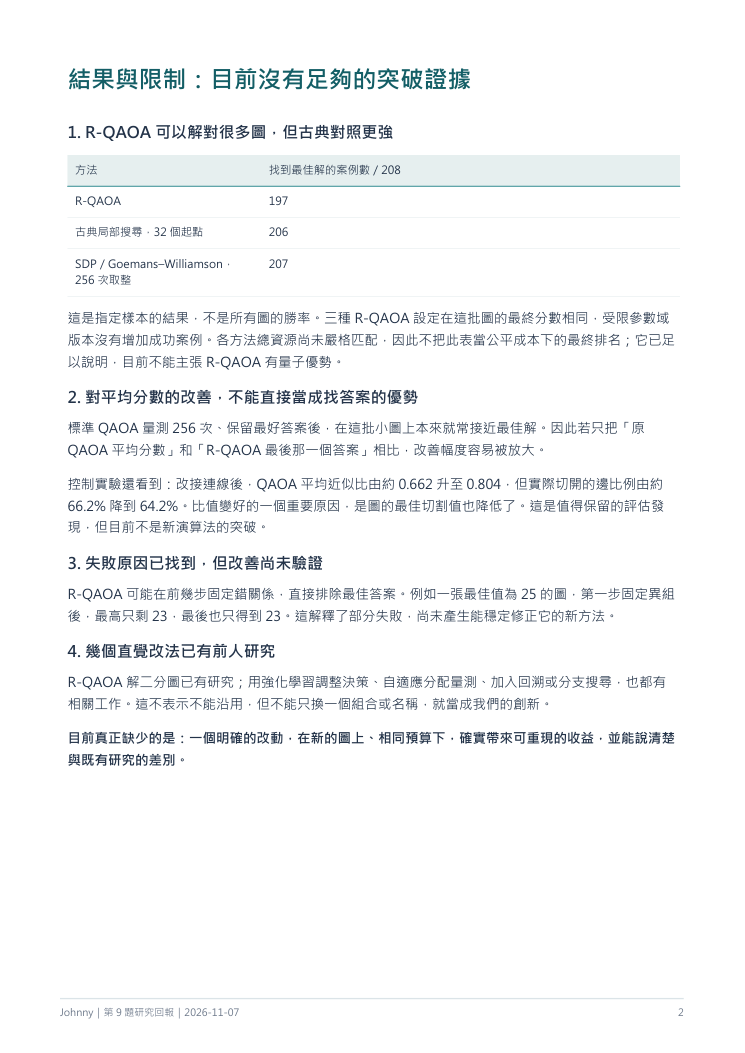 結果與限制：目前沒有足夠的突破證據
1. R-QAOA 可以解對很多圖，但古典對照更強
方法 找到最佳解的案例數 / 208
R-QAOA 197
古典局部搜尋，32 個起點 206
SDP / Goemans–Williamson， 207
256 次取整
這是指定樣本的結果，不是所有圖的勝率。三種 R-QAOA 設定在這批圖的最終分數相同，受限參數域
版本沒有增加成功案例。各方法總資源尚未嚴格匹配，因此不把此表當公平成本下的最終排名；它已足
以說明，目前不能主張 R-QAOA 有量子優勢。
2. 對平均分數的改善，不能直接當成找答案的優勢
標準 QAOA 量測 256 次、保留最好答案後，在這批小圖上本來就常接近最佳解。因此若只把「原
QAOA 平均分數」和「R-QAOA 最後那一個答案」相比，改善幅度容易被放大。
控制實驗還看到：改接連線後，QAOA 平均近似比由約 0.662 升至 0.804，但實際切開的邊比例由約
66.2% 降到 64.2%。比值變好的一個重要原因，是圖的最佳切割值也降低了。這是值得保留的評估發
現，但目前不是新演算法的突破。
3. 失敗原因已找到，但改善尚未驗證
R-QAOA 可能在前幾步固定錯關係，直接排除最佳答案。例如一張最佳值為 25 的圖，第一步固定異組
後，最高只剩 23，最後也只得到 23。這解釋了部分失敗，尚未產生能穩定修正它的新方法。
4. 幾個直覺改法已有前人研究
R-QAOA 解二分圖已有研究；用強化學習調整決策、自適應分配量測、加入回溯或分支搜尋，也都有
相關工作。這不表示不能沿用，但不能只換一個組合或名稱，就當成我們的創新。
目前真正缺少的是：一個明確的改動，在新的圖上、相同預算下，確實帶來可重現的收益，並能說清楚
與既有研究的差別。
Johnny | 第 9 題研究回報 | 2026-11-07 2